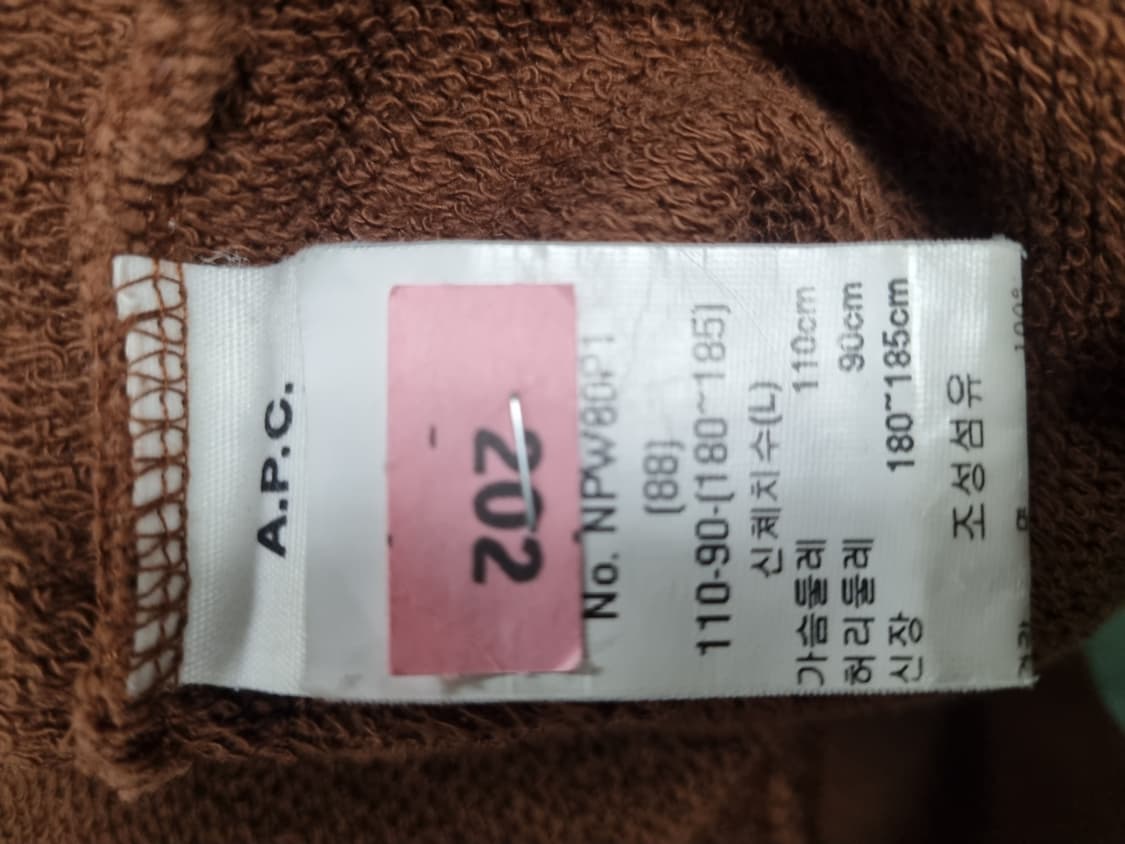 A.P.C.
202
No. NPW80P1
(88)
110-90-(180~185)
신체치수(L)
가슴둘레 110cm
허리둘레 90cm
신장 180~185cm
조성섬유